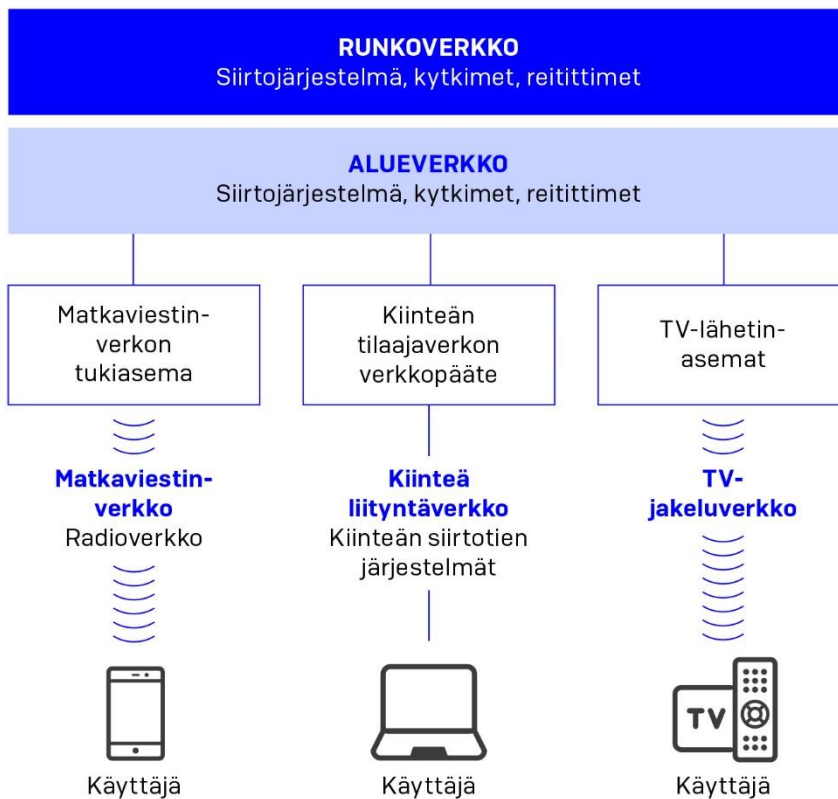 RUNKOVERKKO
Siirtojärjestelmä, kytkimet, reitittimet
ALUEVERKKO
Siirtojärjestelmä, kytkimet, reitittimet
Matkaviestin-
verkon
tukiasema
Kiinteän
tilaajaverkon
verkkopääte
TV-lähetin-
asemat
Matkaviestin-
verkko
Radioverkko
Kiinteä
liityntäverkko
Kiinteän siirtotien
järjestelmät
TV-
jakeluverkko
TV
Käyttäjä
Käyttäjä
Käyttäjä